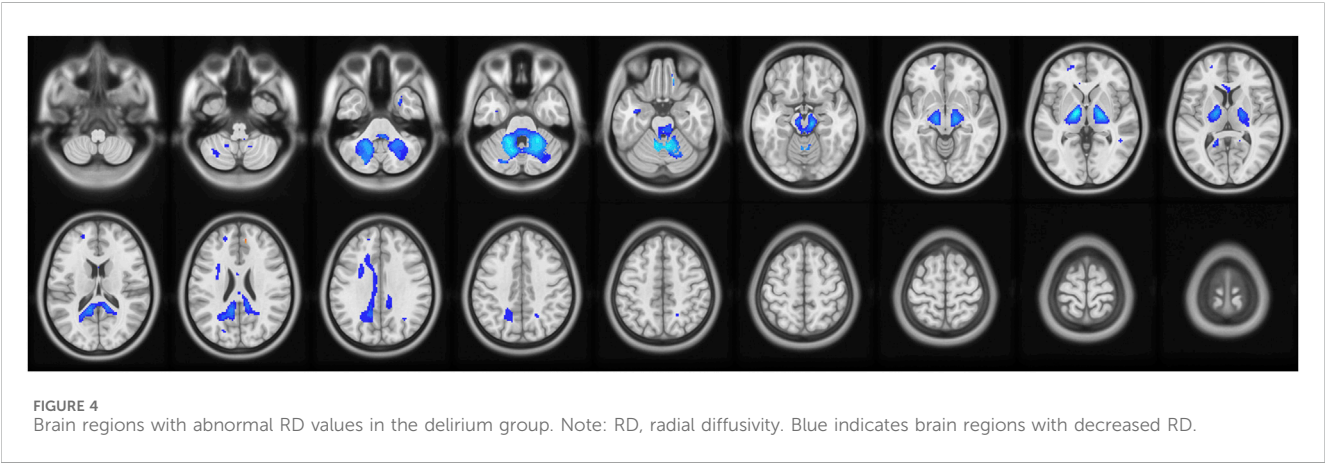 FIGURE 4
Brain regions with abnormal RD values in the delirium group. Note: RD, radial diffusivity. Blue indicates brain regions with decreased RD.